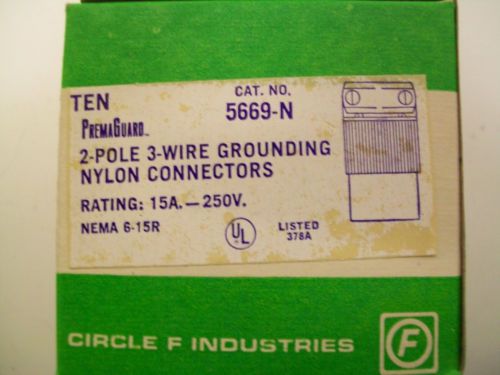 TEN
CAT. NO.
5669-N
PREMAGUARD™
2-POLE 3-WIRE GROUNDING
NYLON CONNECTORS
RATING: 15A.—250V.
NEMA 6-15R
UL
LISTED
378A
CIRCLE F INDUSTRIES
F